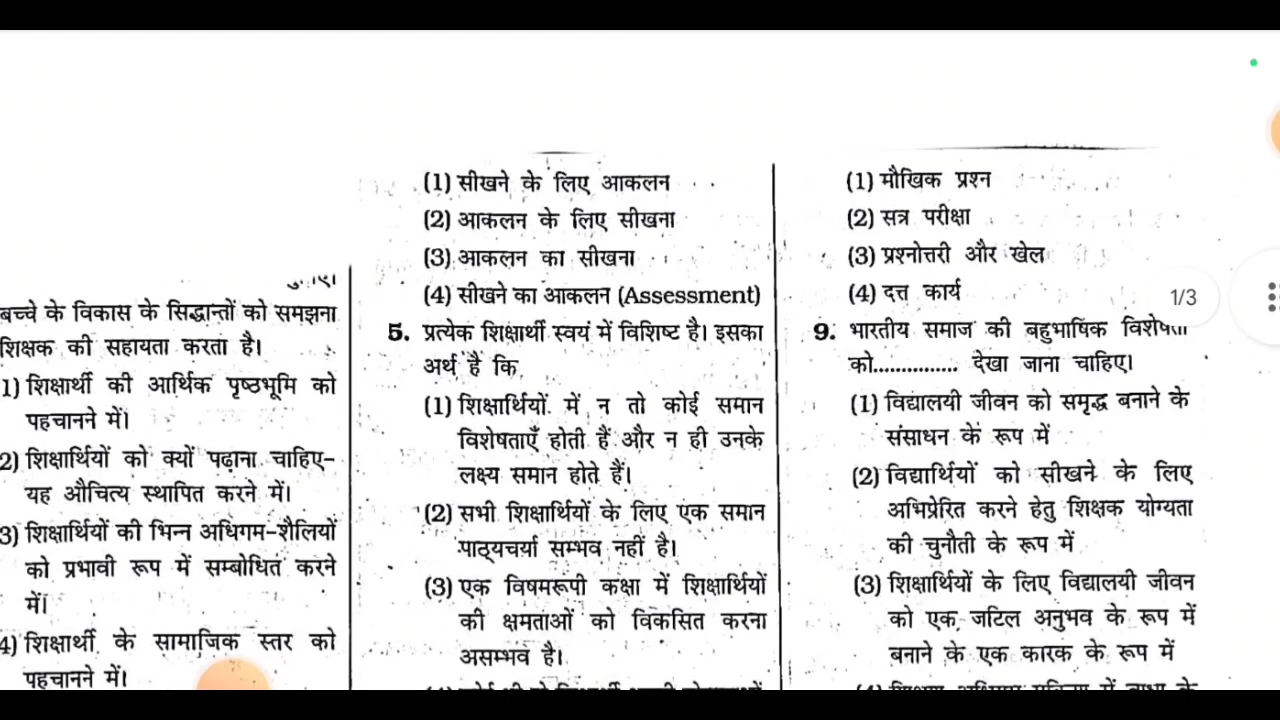 बच्चे के विकास के सिद्धान्तों को समझना
शिक्षक की सहायता करता है।
1) शिक्षार्थी की आर्थिक पृष्ठभूमि को
पहचानने में।
2) शिक्षार्थियों को क्यों पढ़ाना चाहिए-
यह औचित्य स्थापित करने में।
3) शिक्षार्थियों की भिन्न अधिगम-शैलियों
को प्रभावी रूप में सम्बोधित करने
में।
4) शिक्षार्थी के सामाजिक स्तर को
पहचानने में।
(1) सीखने के लिए आकलन
(2) आकलन के लिए सीखना
(3) आकलन का सीखना
(4) सीखने का आकलन (Assessment)
5. प्रत्येक शिक्षार्थी स्वयं में विशिष्ट है। इसका
अर्थ है कि
(1) शिक्षार्थियों में न तो कोई समान
विशेषताएँ होती हैं और न ही उनके
लक्ष्य समान होते हैं।
(2) सभी शिक्षार्थियों के लिए एक समान
पाठ्यचर्या सम्भव नहीं है।
(3) एक विषमरूपी कक्षा में शिक्षार्थियों
की क्षमताओं को विकसित करना
असम्भव है।
(1) मौखिक प्रश्न
(2) सत्र परीक्षा
(3) प्रश्नोत्तरी और खेल
(4) दत्त कार्य
1/3
9. भारतीय समाज की बहुभाषिक विशेषता
को............... देखा जाना चाहिए।
(1) विद्यालयी जीवन को समृद्ध बनाने के
संसाधन के रूप में
(2) विद्यार्थियों को सीखने के लिए
अभिप्रेरित करने हेतु शिक्षक योग्यता
की चुनौती के रूप में
(3) शिक्षार्थियों के लिए विद्यालयी जीवन
को एक जटिल अनुभव के रूप में
बनाने के एक कारक के रूप में